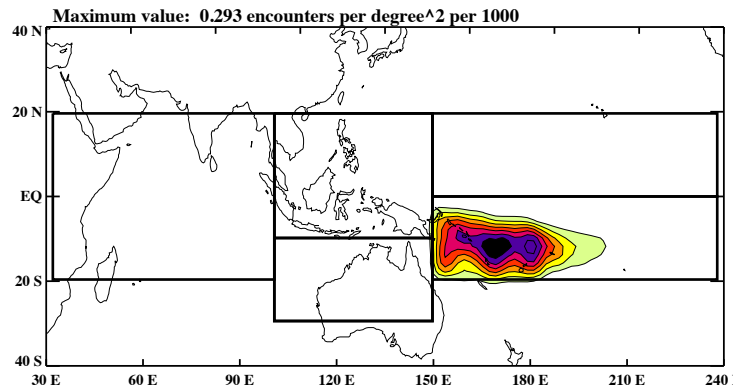 Maximum value: 0.293 encounters per degree^2 per 1000
40 N
20 N
EQ
20 S
40 S
30 E 60 E 90 E 120 E 150 E 180 E 210 E 240 E